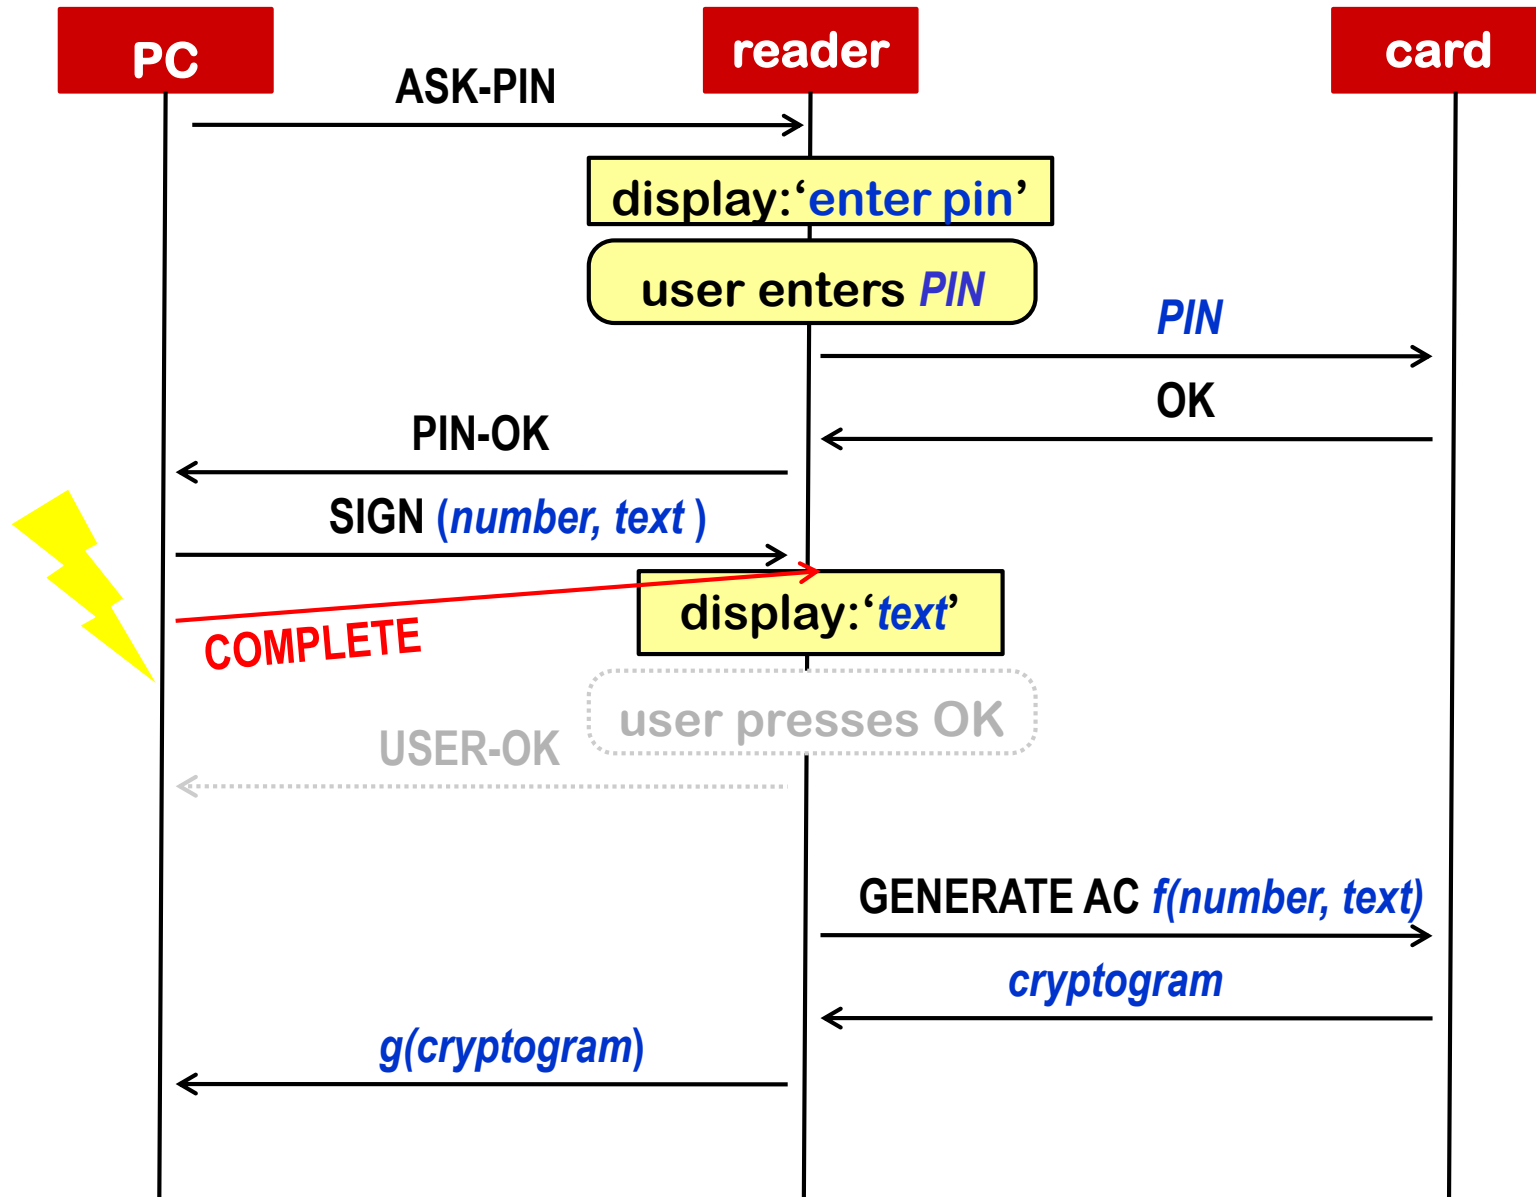 PC
reader
card
ASK-PIN
display:‘enter pin’
user enters PIN
PIN
OK
PIN-OK
SIGN (number, text )
display:‘text’
COMPLETE
user presses OK
USER-OK
GENERATE AC f(number, text)
cryptogram
g(cryptogram)